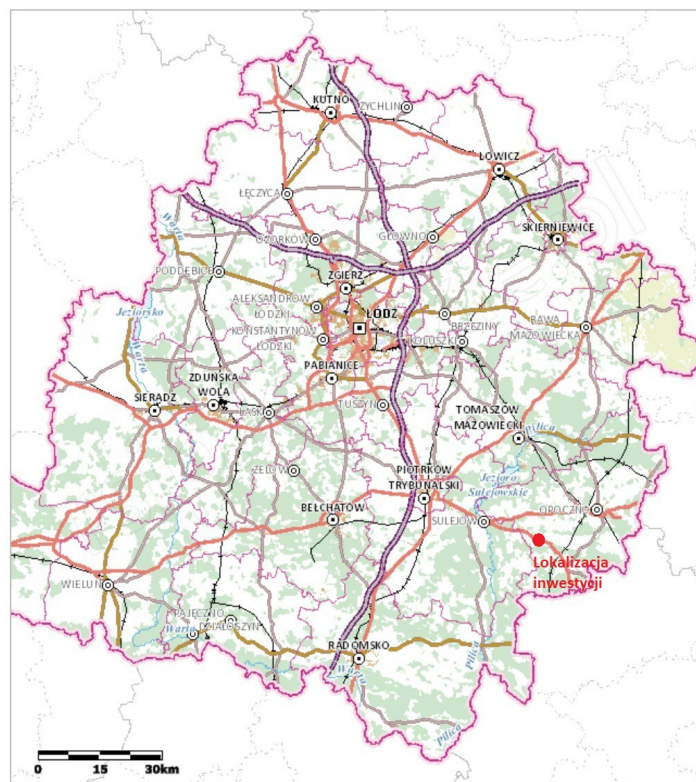 KUTNO
ŻYCHLIN
ŁOWICZ
ŁĘCZYCA
Warta
SKIERNIEWICE
OZORKÓW
GŁOWNO
PODDĘBICE
ZGIERZ
ALEKSANDRÓW
ŁÓDZKI
ŁÓDŹ
Jeziorsko
KONSTANTYNÓW
ŁÓDZKI
BRZEZINY
RAWA
MAZOWIECKA
KOLUSZKI
Warta
PABIANICE
ZDUŃSKA
WOLA
SIERADZ
ŁASK
TUSZYN
TOMASZÓW
MAZOWIECKI
Pilica
ZELÓW
PIOTRKÓW
TRYBUNALSKI
Jezioro
Sulejowskie
BEŁCHATÓW
SULEJÓW
OPOCZNO
Lokalizacja
inwestycji
WIELUŃ
PAJĘCZNO
Warta
DZIAŁOSZYN
RADOMSKO
Warta
Pilica
Pilica
0 15 30km